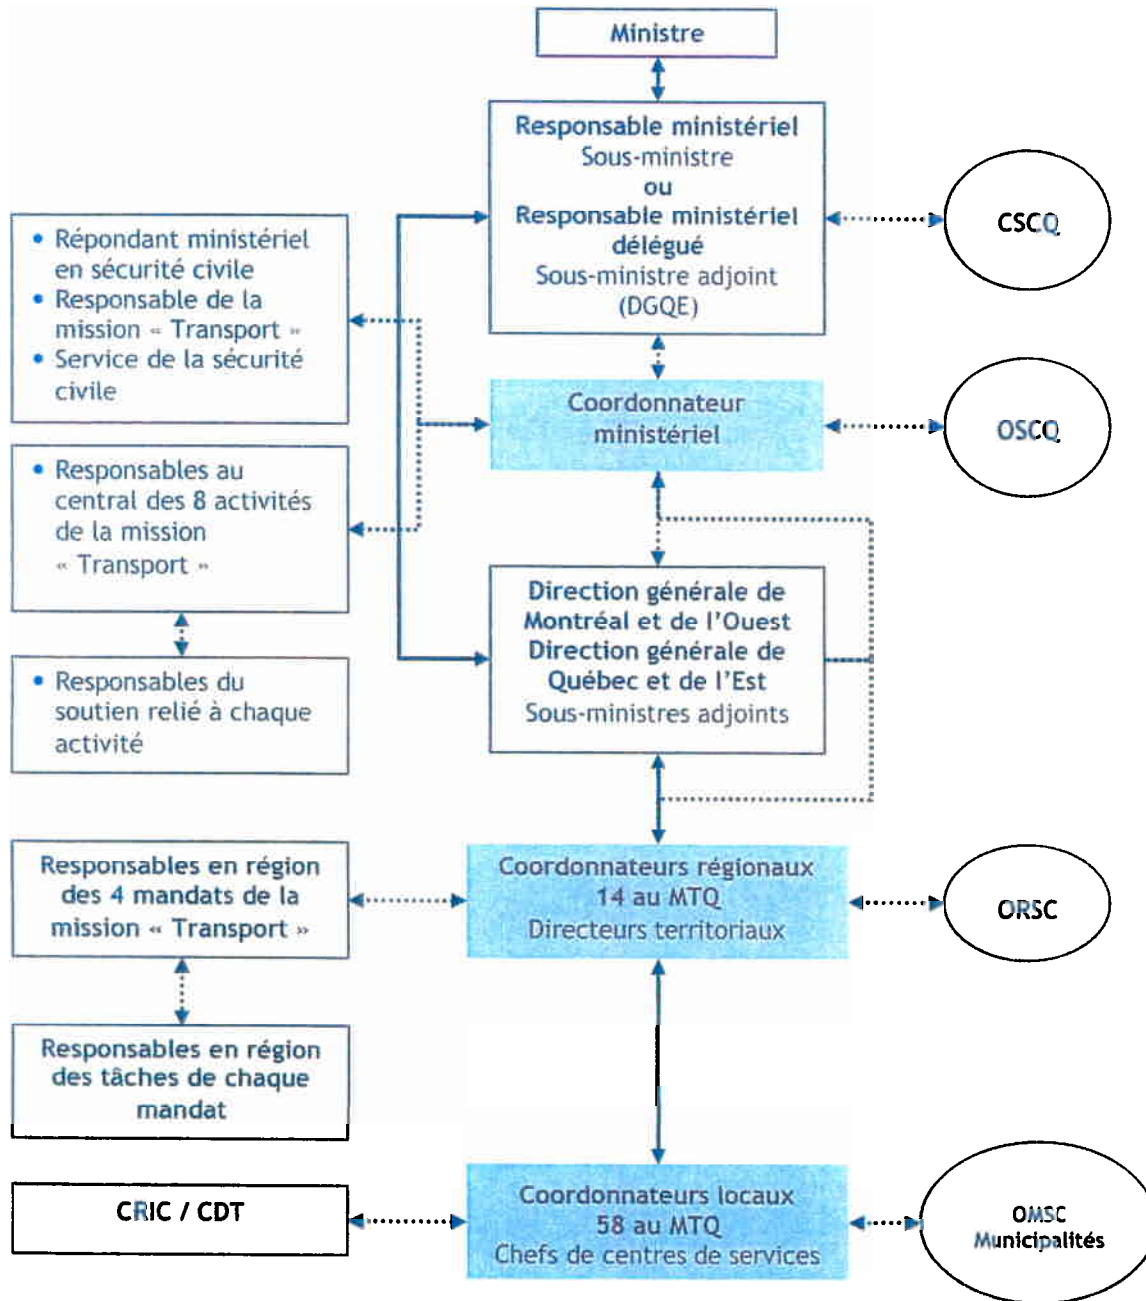 Ministre
Responsable ministériel
Sous-ministre
ou
Responsable ministériel
délégué
Sous-ministre adjoint
(DGQE)
CSCQ
• Répondant ministériel
en sécurité civile
• Responsable de la
mission « Transport »
• Service de la sécurité
civile
Coordonnateur
ministériel
OSCQ
• Responsables au
central des 8 activités
de la mission
« Transport »
Direction générale de
Montréal et de l'Ouest
Direction générale de
Québec et de l'Est
Sous-ministres adjoints
• Responsables du
soutien relié à chaque
activité
Responsables en région
des 4 mandats de la
mission « Transport »
Coordonnateurs régionaux
14 au MTQ
Directeurs territoriaux
ORSC
Responsables en région
des tâches de chaque
mandat
CRIC / CDT
Coordonnateurs locaux
58 au MTQ
Chefs de centres de services
OMSC
Municipalités